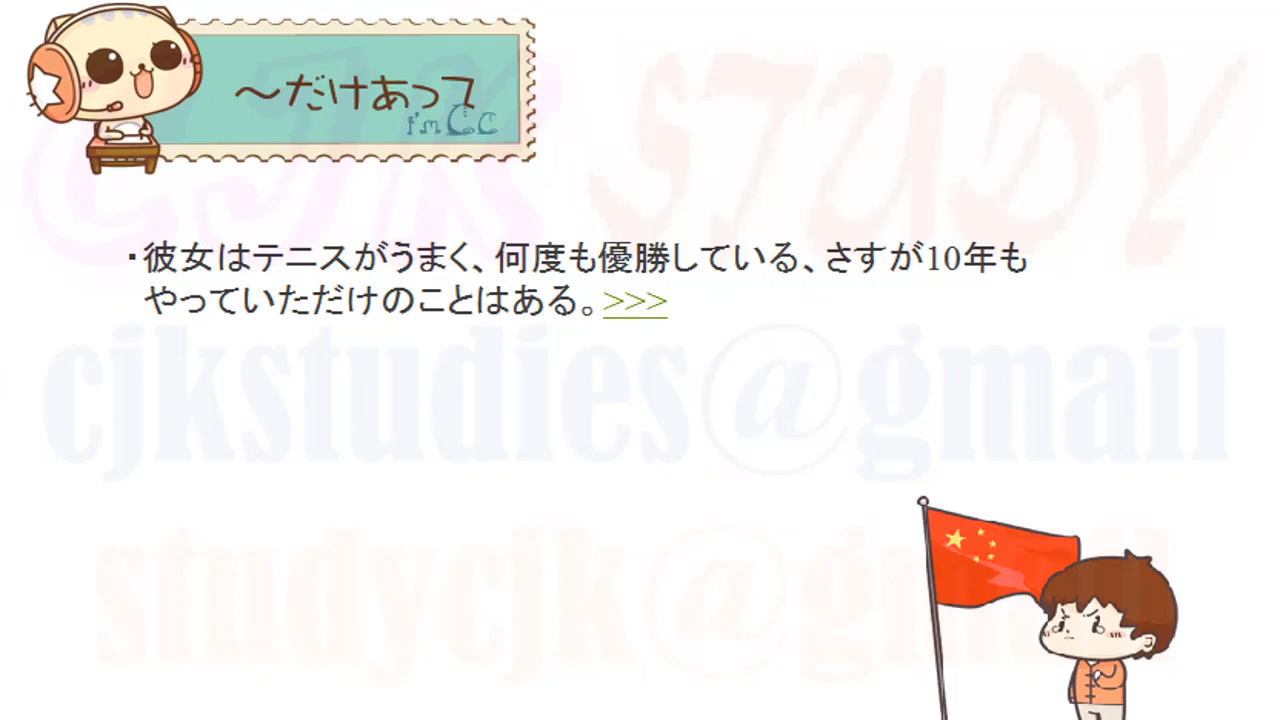 ～だけあって
I'm CC
CJK STUDY
・彼女はテニスがうまく、何度も優勝している、さすが10年も
やっていただけのことはある。>>>
cjkstudies@gmail
studycjk@gmail